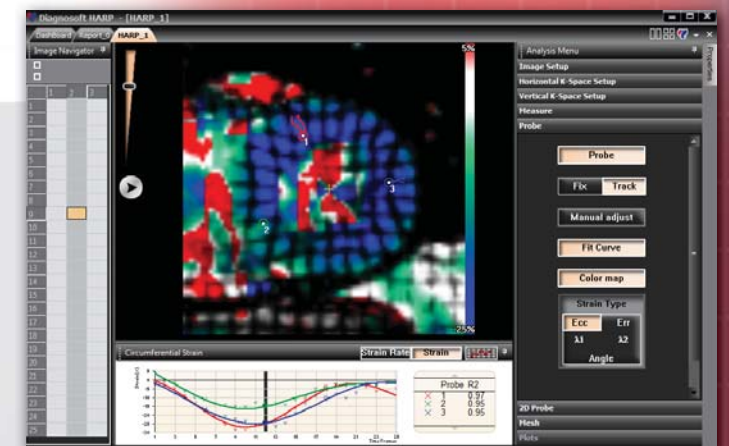 Diagnosoft HARP - [HARP_1]
DashBoard Report_0 HARP_1
Image Navigator
Analysis Menu
Properties
Image Setup
Horizontal K-Space Setup
Vertical K-Space Setup
Measure
Probe
1 2 3
1
2
3
4
5
6
7
8
9
10
11
12
13
14
15
16
17
18
19
20
21
22
23
24
25
5%
1
2
3
-25%
Probe
Fix Track
Manual adjust
Fit Curve
Color map
Strain Type
Ecc Err
λ1 λ2
Angle
Circumferential Strain
Strain Rate Strain
Probe R2
1 0.97
2 0.95
3 0.95
2D Probe
Mesh
Plots